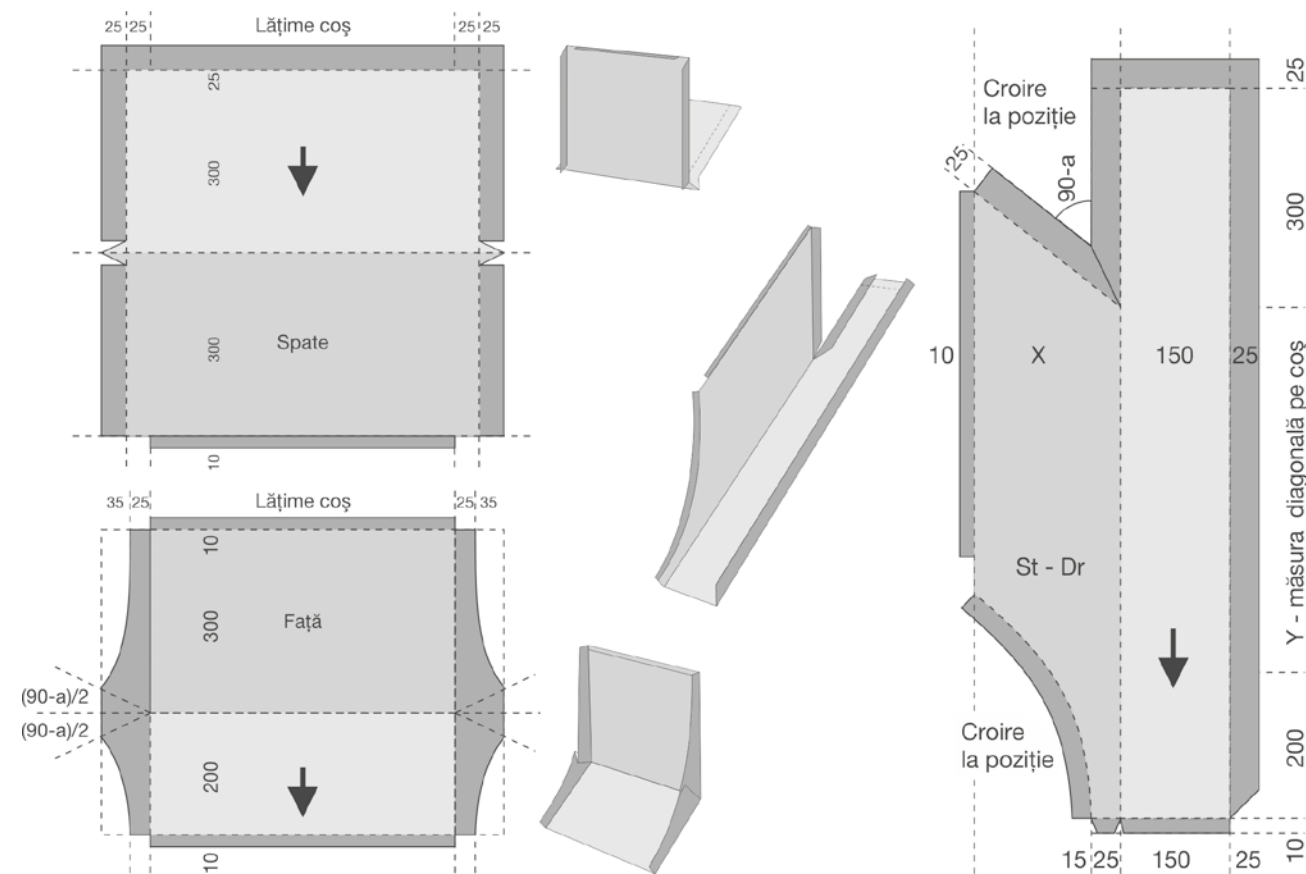 25 25 Lățime coș 25 25
25
300
300
Spate
10
35 25 Lățime coș 25 35
10
300
Față
(90-a)/2
(90-a)/2
200
10
Croire
la poziție
25
90-a
10
X
150
25
St - Dr
Croire
la poziție
15 25 150 25
25
300
Y - măsura diagonală pe coș
200
10